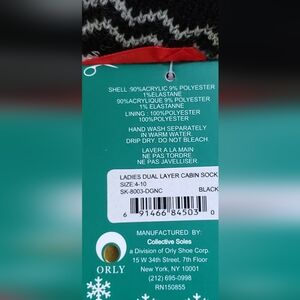 SHELL :90%ACRYLIC 9% POLYESTER
1%ELASTANE
90%ACRYLIQUE 9% POLYESTER
1% ELASTANE
LINING : 100%POLYESTER
100%POLYESTER
HAND WASH SEPARATELY
IN WARM WATER.
DRIP DRY. DO NOT BLEACH.
LAVER A LA MAIN
NE PAS TORDRE
NE PAS JAVELLISER.
LADIES DUAL LAYER CABIN SOCK
SIZE:4-10
SK-8003-DGNC BLACK
6 91466 84503 0
MANUFACTURED BY:
Collective Soles
a Division of Orly Shoe Corp.
15 W 34th Street, 7th Floor
New York, NY 10001
(212) 695-0998
RN150855
ORLY